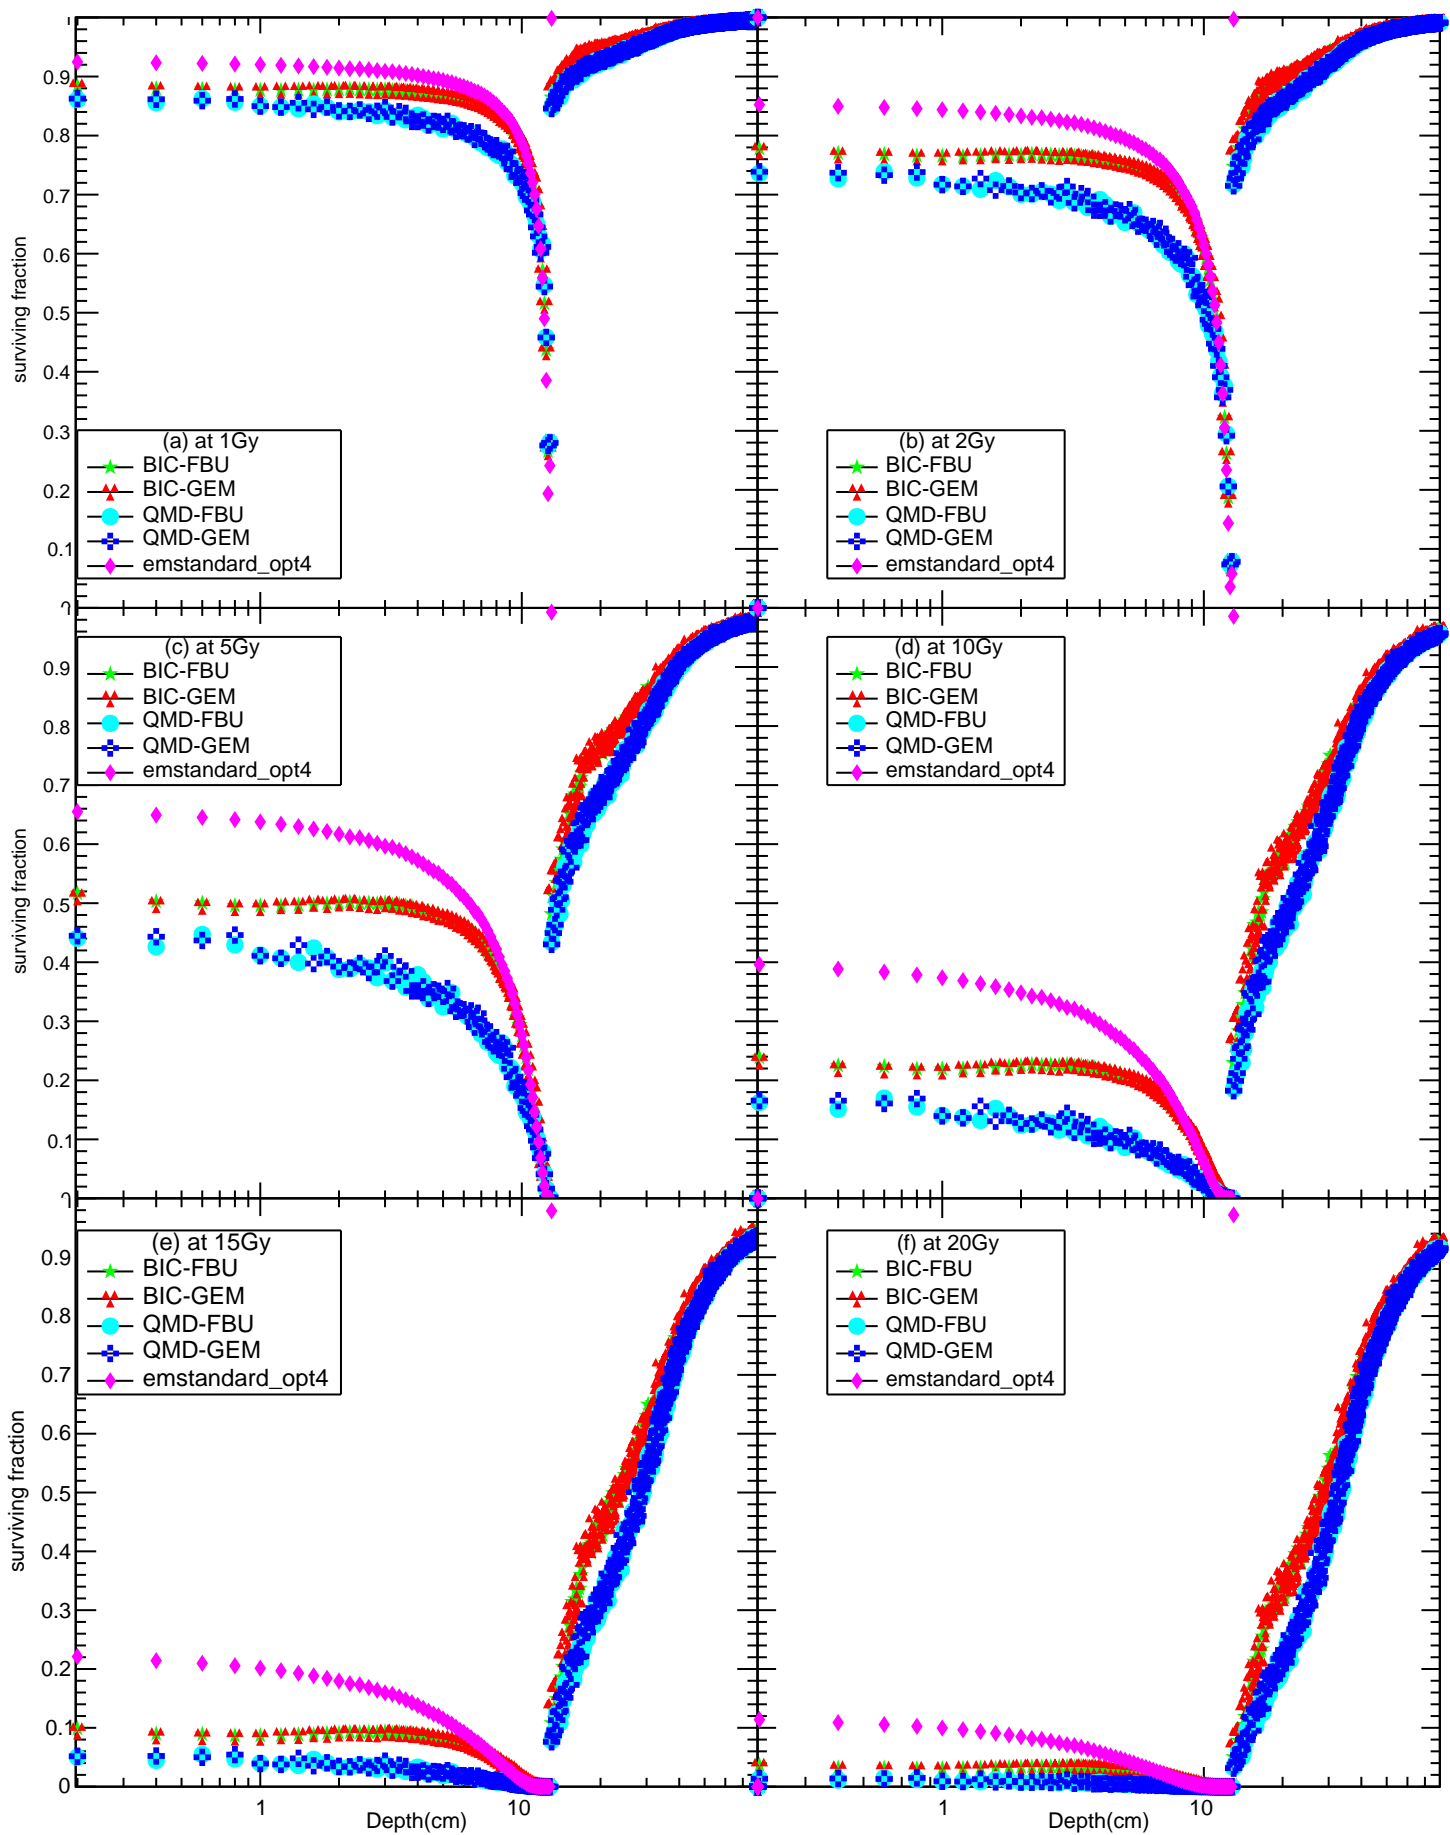 0.9
0.8
0.7
0.6
0.5
0.4
0.2
0.1
surviving fraction
(a) at 1Gy
BIC-FBU
BIC-GEM
QMD-FBU
QMD-GEM
emstandard_opt4
(b) at 2Gy
BIC-FBU
BIC-GEM
QMD-FBU
QMD-GEM
emstandard_opt4
0.9
0.8
0.7
0.6
0.5
0.4
0.3
0.2
0.1
surviving fraction
(c) at 5Gy
BIC-FBU
BIC-GEM
QMD-FBU
QMD-GEM
emstandard_opt4
(d) at 10Gy
BIC-FBU
BIC-GEM
QMD-FBU
QMD-GEM
emstandard_opt4
0.9
0.8
0.7
0.6
0.5
0.4
0.3
0.2
0.1
0
surviving fraction
(e) at 15Gy
BIC-FBU
BIC-GEM
QMD-FBU
QMD-GEM
emstandard_opt4
(f) at 20Gy
BIC-FBU
BIC-GEM
QMD-FBU
QMD-GEM
emstandard_opt4
1 10
Depth(cm)
1 10
Depth(cm)